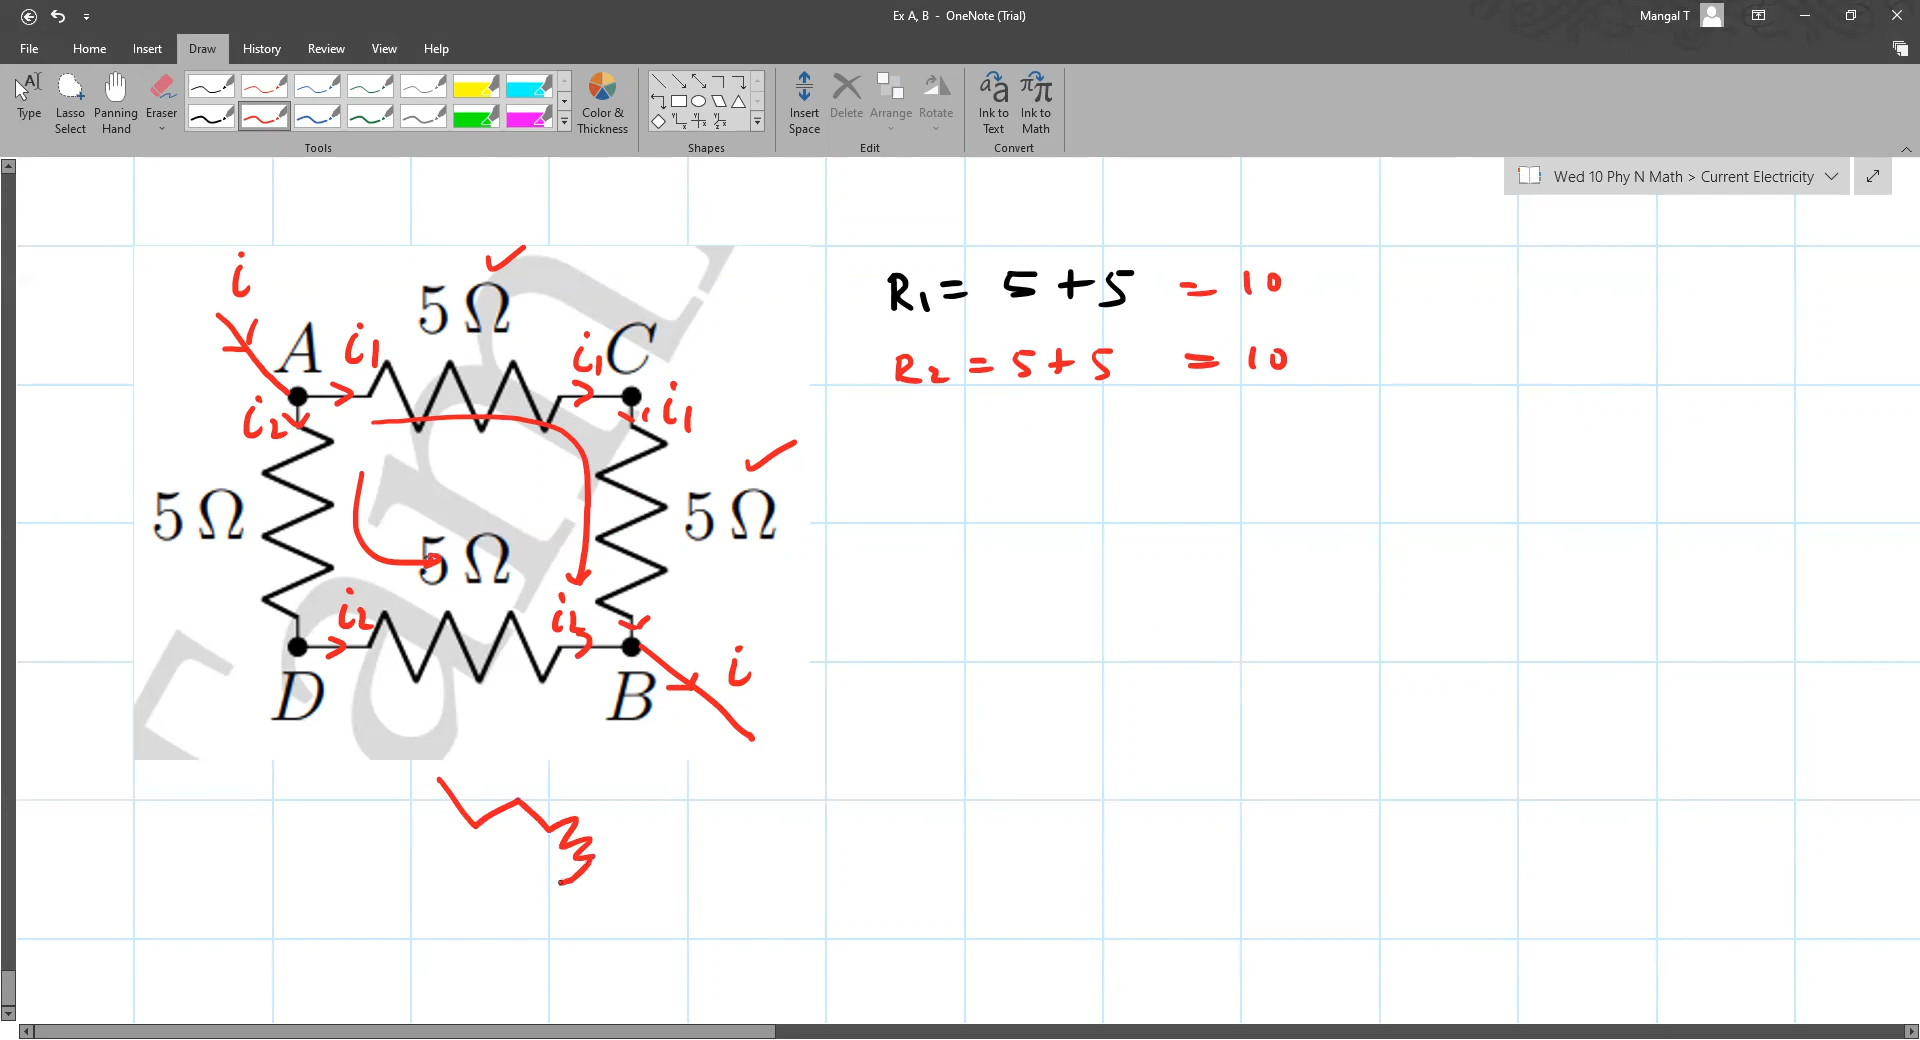 Ex A, B - OneNote (Trial)
Mangal T
File Home Insert Draw History Review View Help
Type
Lasso Select
Panning Hand
Eraser
Color & Thickness
Insert Space
Delete
Arrange
Rotate
Ink to Text
Ink to Math
Tools
Shapes
Edit
Convert
Wed 10 Phy N Math > Current Electricity
i
5 Ω
A
i1
i1
C
i2
i1
5 Ω
5 Ω
5 Ω
i2
i2
D
B
i
R1 = 5 + 5 = 10
R2 = 5 + 5 = 10